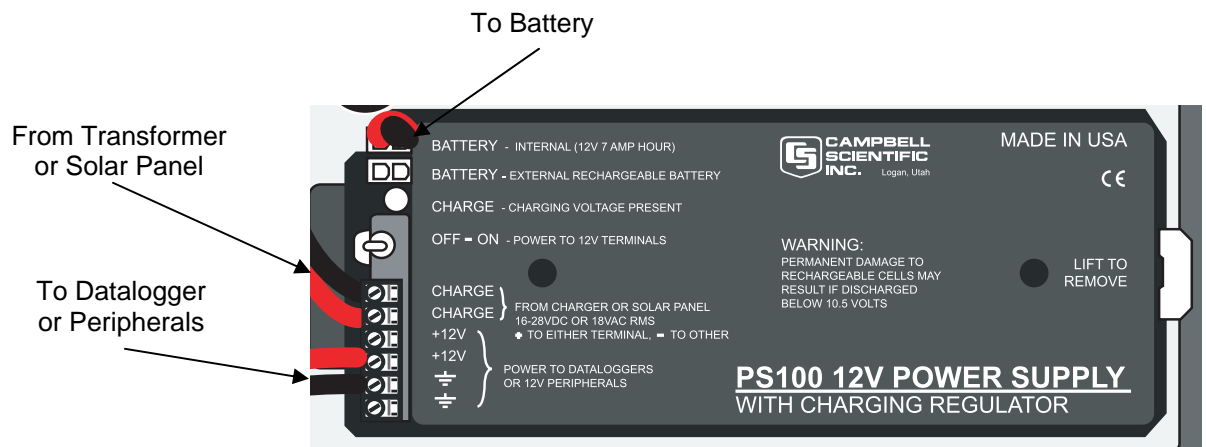 To Battery
From Transformer
or Solar Panel
To Datalogger
or Peripherals
BATTERY - INTERNAL (12V 7 AMP HOUR)
BATTERY - EXTERNAL RECHARGEABLE BATTERY
CHARGE - CHARGING VOLTAGE PRESENT
OFF - ON - POWER TO 12V TERMINALS
CHARGE
CHARGE
FROM CHARGER OR SOLAR PANEL
16-28VDC OR 18VAC RMS
+ TO EITHER TERMINAL, - TO OTHER
+12V
+12V
POWER TO DATALOGGERS
OR 12V PERIPHERALS
CAMPBELL
SCIENTIFIC
INC. Logan, Utah
MADE IN USA
CE
WARNING:
PERMANENT DAMAGE TO
RECHARGEABLE CELLS MAY
RESULT IF DISCHARGED
BELOW 10.5 VOLTS
LIFT TO
REMOVE
PS100 12V POWER SUPPLY
WITH CHARGING REGULATOR